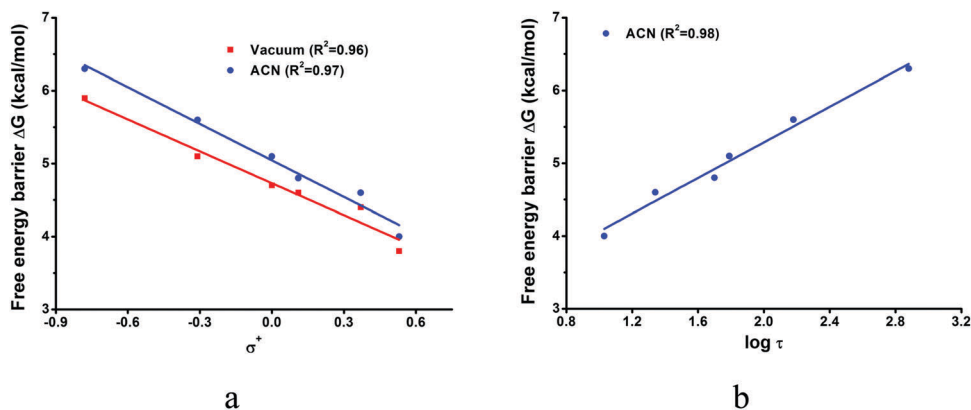 7
6
5
4
3
Free energy barrier ΔG (kcal/mol)
Vacuum (R²=0.96)
ACN (R²=0.97)
-0.9 -0.6 -0.3 0.0 0.3 0.6
σ⁺
a
7
6
5
4
3
Free energy barrier ΔG (kcal/mol)
ACN (R²=0.98)
0.8 1.2 1.6 2.0 2.4 2.8 3.2
log τ
b